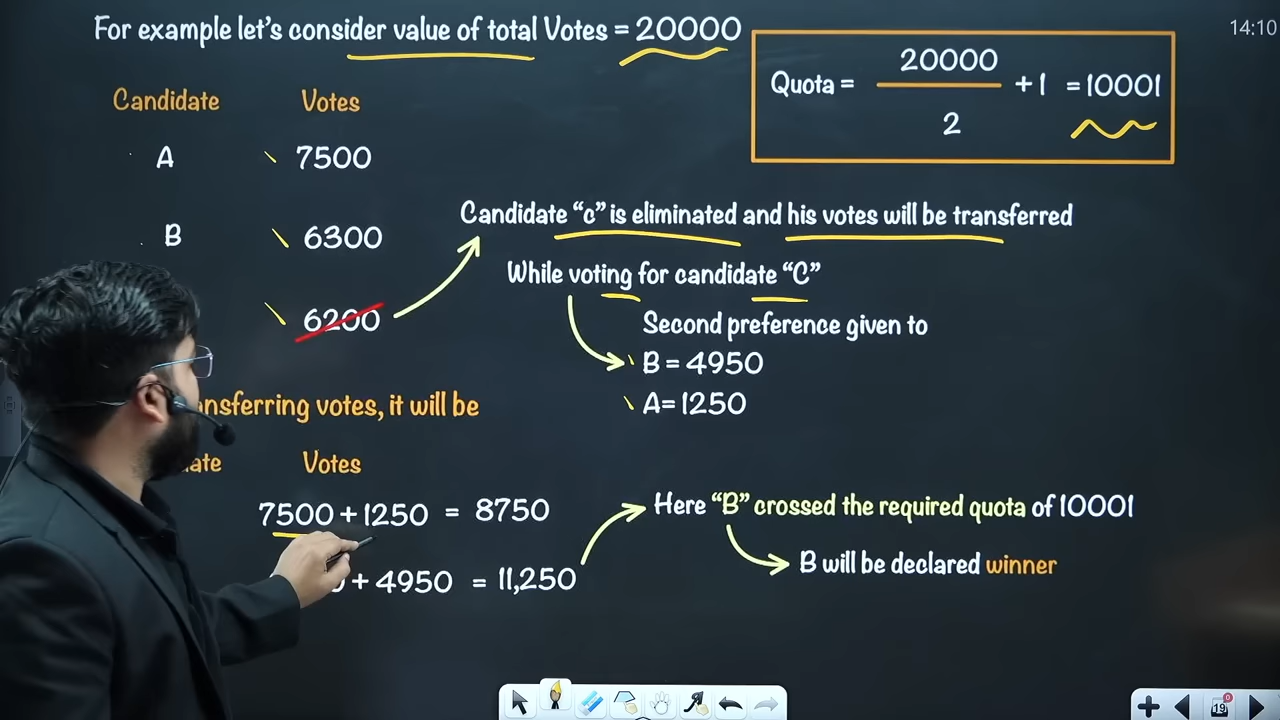 For example let's consider value of total Votes = 20000
14:10
Quota = 20000 / 2 + 1 = 10001
Candidate Votes
A 7500
B 6300
6200
Candidate "c" is eliminated and his votes will be transferred
While voting for candidate "C"
Second preference given to
B = 4950
A= 1250
votes, it will be
Votes
7500 + 1250 = 8750
+ 4950 = 11,250
Here "B" crossed the required quota of 10001
B will be declared winner
19